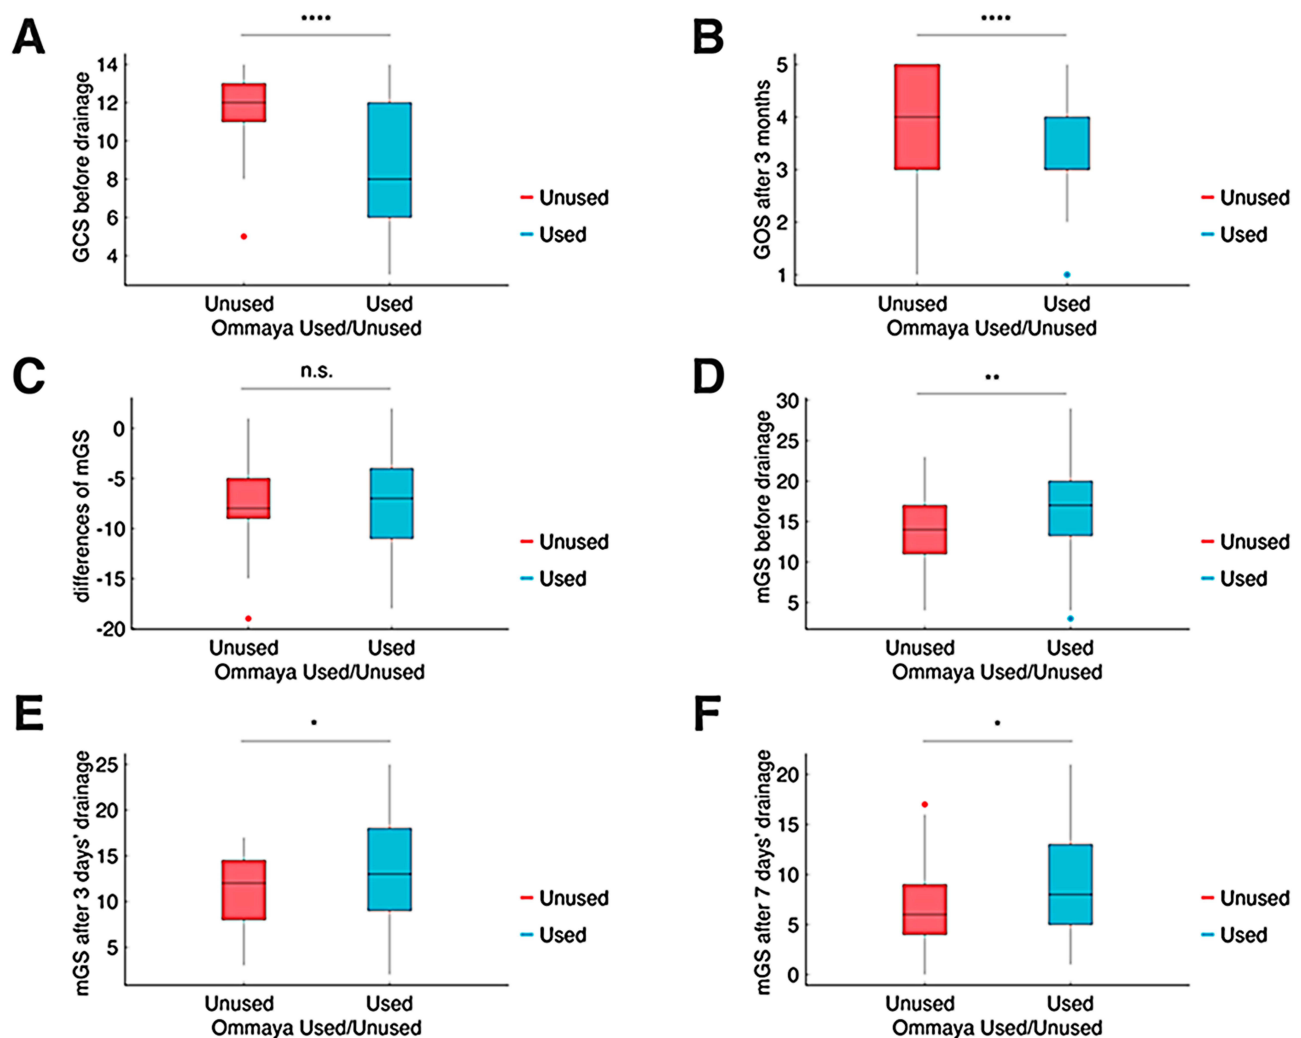 A
••••
GCS before drainage
14
12
10
8
6
4
Unused
Used
Unused Used
Ommaya Used/Unused
B
••••
GOS after 3 months
5
4
3
2
1
Unused
Used
Unused Used
Ommaya Used/Unused
C
n.s.
differences of mGS
0
-5
-10
-15
-20
Unused
Used
Unused Used
Ommaya Used/Unused
D
••
mGS before drainage
30
25
20
15
10
5
Unused
Used
Unused Used
Ommaya Used/Unused
E
•
mGS after 3 days' drainage
25
20
15
10
5
Unused
Used
Unused Used
Ommaya Used/Unused
F
•
mGS after 7 days' drainage
20
15
10
5
0
Unused
Used
Unused Used
Ommaya Used/Unused